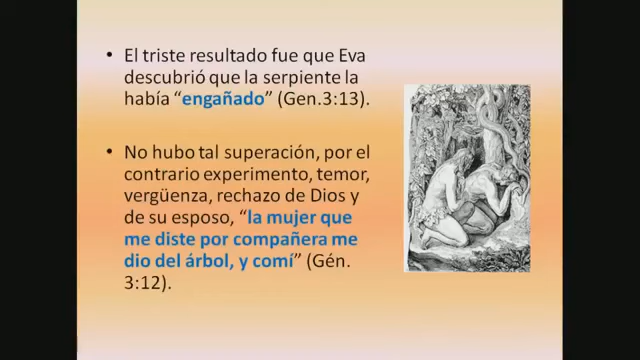 • El triste resultado fue que Eva
descubrió que la serpiente la
había “engañado” (Gen.3:13).
• No hubo tal superación, por el
contrario experimento, temor,
vergüenza, rechazo de Dios y
de su esposo, “la mujer que
me diste por compañera me
dio del árbol, y comí” (Gén.
3:12).